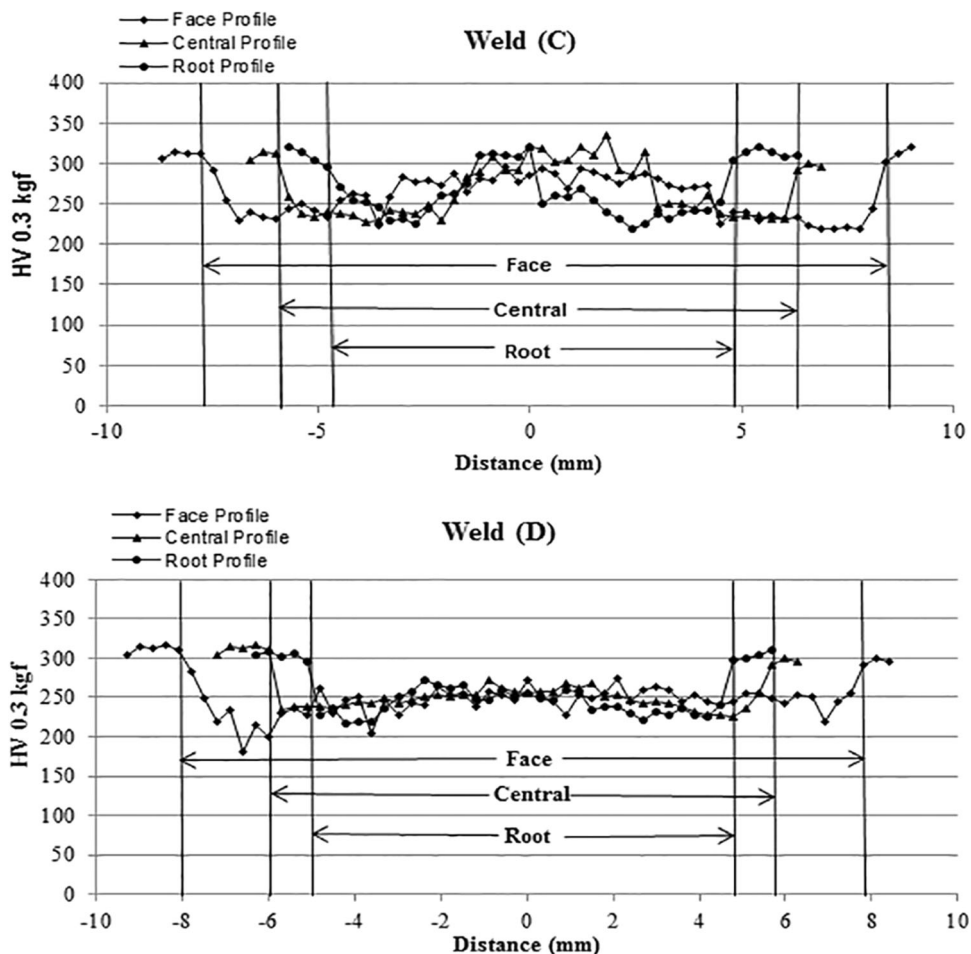 Face Profile
Central Profile
Root Profile
Weld (C)
400
350
300
250
200
150
100
50
0
HV 0.3 kgf
Face
Central
Root
-10
-5
0
5
10
Distance (mm)
Face Profile
Central Profile
Root Profile
Weld (D)
400
350
300
250
200
150
100
50
0
HV 0.3 kgf
Face
Central
Root
-10
-8
-6
-4
-2
0
2
4
6
8
10
Distance (mm)